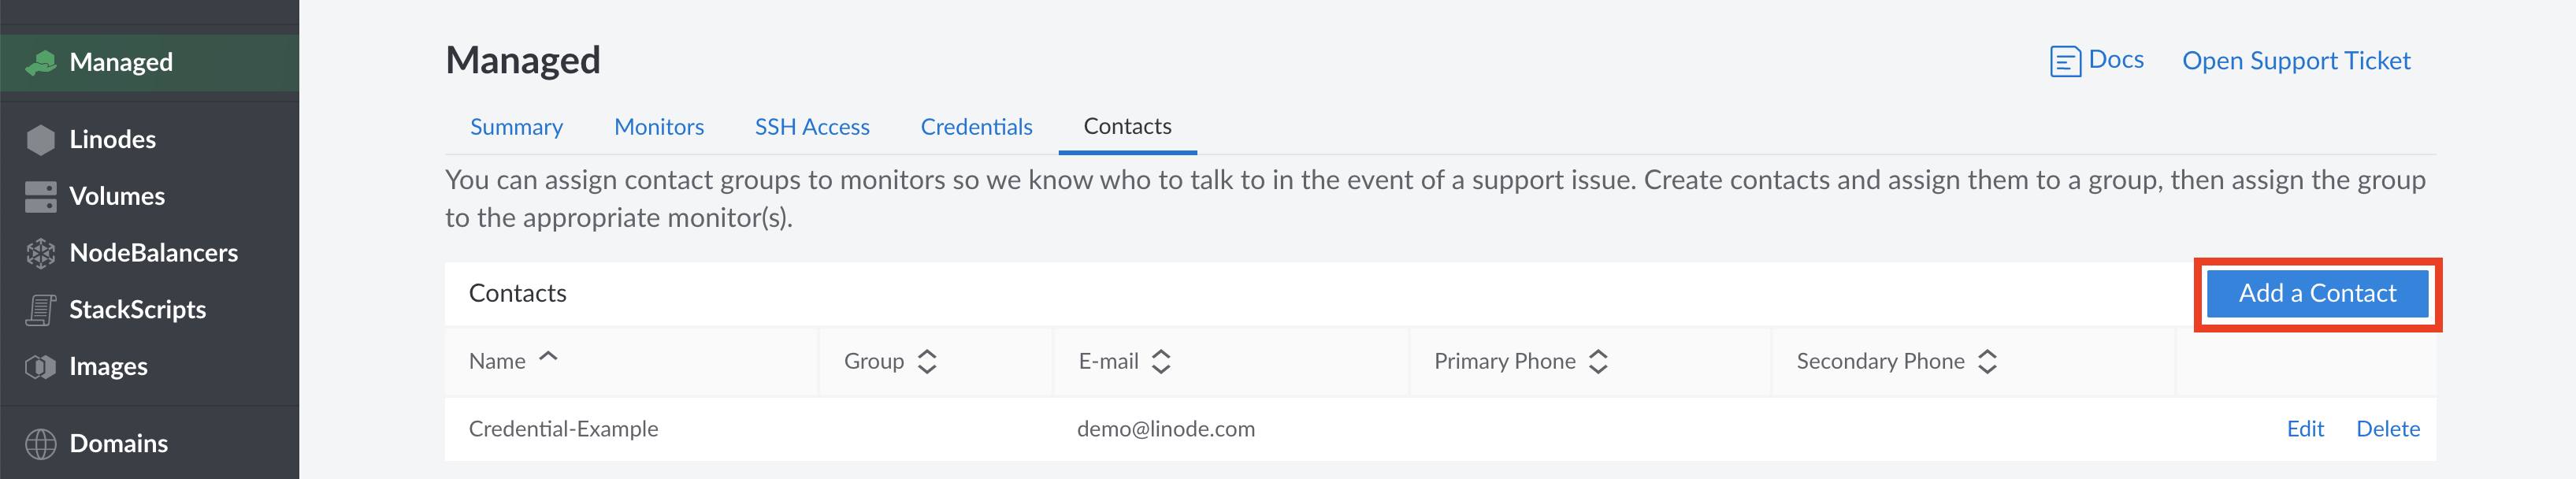 Managed
Linodes
Volumes
NodeBalancers
StackScripts
Images
Domains
Managed
Docs
Open Support Ticket
Summary
Monitors
SSH Access
Credentials
Contacts
You can assign contact groups to monitors so we know who to talk to in the event of a support issue. Create contacts and assign them to a group, then assign the group
to the appropriate monitor(s).
Contacts
Add a Contact
Name
Group
E-mail
Primary Phone
Secondary Phone
Credential-Example
demo@linode.com
Edit
Delete